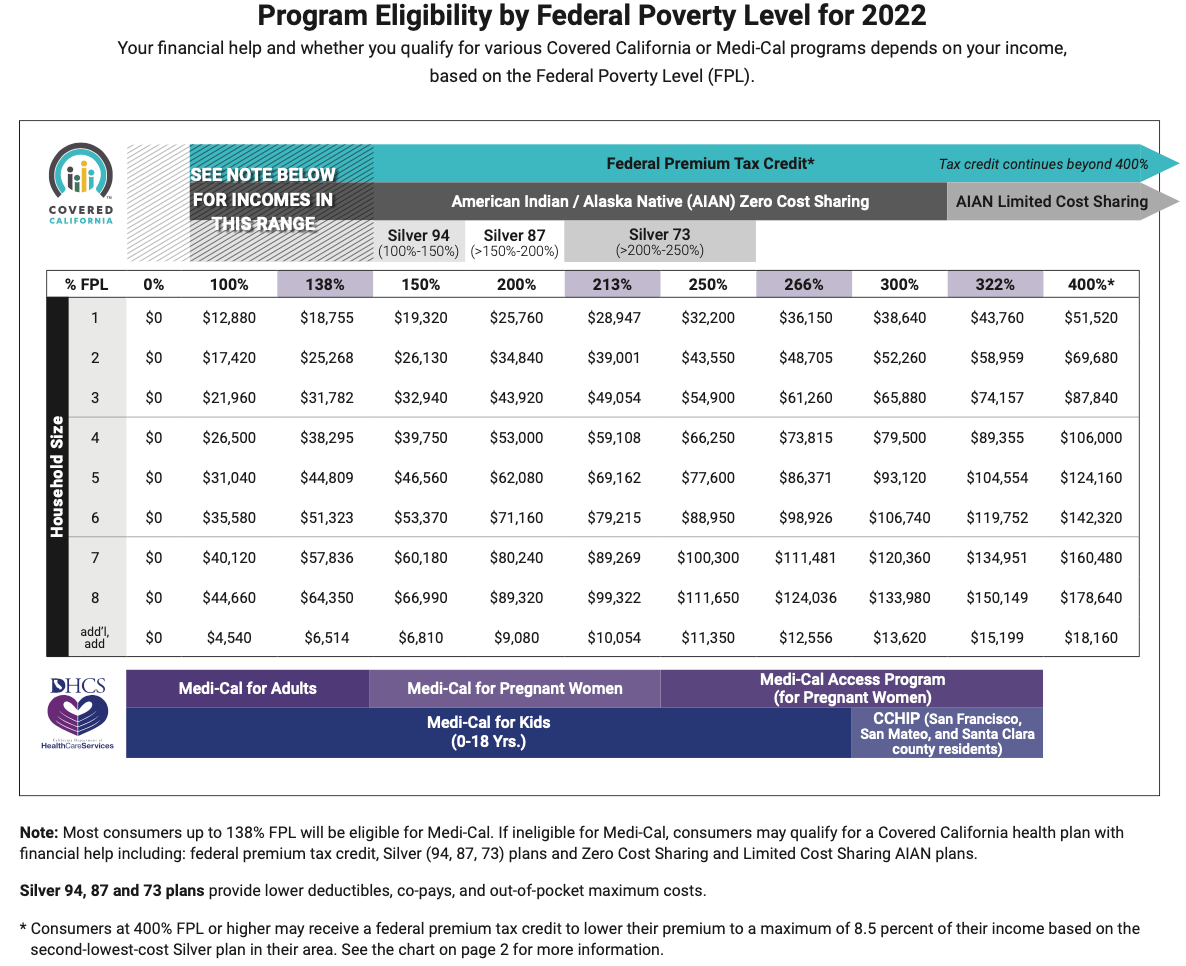 Program Eligibility by Federal Poverty Level for 2022
Your financial help and whether you qualify for various Covered California or Medi-Cal programs depends on your income,
based on the Federal Poverty Level (FPL).
COVERED
CALIFORNIA
™
SEE NOTE BELOW
FOR INCOMES IN
THIS RANGE
Federal Premium Tax Credit*
Tax credit continues beyond 400%
American Indian / Alaska Native (AIAN) Zero Cost Sharing
AIAN Limited Cost Sharing
Silver 94
(100%-150%)
Silver 87
(>150%-200%)
Silver 73
(>200%-250%)
% FPL 0% 100% 138% 150% 200% 213% 250% 266% 300% 322% 400%*
Household Size
1 $0 $12,880 $18,755 $19,320 $25,760 $28,947 $32,200 $36,150 $38,640 $43,760 $51,520
2 $0 $17,420 $25,268 $26,130 $34,840 $39,001 $43,550 $48,705 $52,260 $58,959 $69,680
3 $0 $21,960 $31,782 $32,940 $43,920 $49,054 $54,900 $61,260 $65,880 $74,157 $87,840
4 $0 $26,500 $38,295 $39,750 $53,000 $59,108 $66,250 $73,815 $79,500 $89,355 $106,000
5 $0 $31,040 $44,809 $46,560 $62,080 $69,162 $77,600 $86,371 $93,120 $104,554 $124,160
6 $0 $35,580 $51,323 $53,370 $71,160 $79,215 $88,950 $98,926 $106,740 $119,752 $142,320
7 $0 $40,120 $57,836 $60,180 $80,240 $89,269 $100,300 $111,481 $120,360 $134,951 $160,480
8 $0 $44,660 $64,350 $66,990 $89,320 $99,322 $111,650 $124,036 $133,980 $150,149 $178,640
add'l, add $0 $4,540 $6,514 $6,810 $9,080 $10,054 $11,350 $12,556 $13,620 $15,199 $18,160
DHCS
California Department of
HealthCareServices
Medi-Cal for Adults
Medi-Cal for Pregnant Women
Medi-Cal Access Program
(for Pregnant Women)
Medi-Cal for Kids
(0-18 Yrs.)
CCHIP (San Francisco,
San Mateo, and Santa Clara
county residents)
Note: Most consumers up to 138% FPL will be eligible for Medi-Cal. If ineligible for Medi-Cal, consumers may qualify for a Covered California health plan with
financial help including: federal premium tax credit, Silver (94, 87, 73) plans and Zero Cost Sharing and Limited Cost Sharing AIAN plans.
Silver 94, 87 and 73 plans provide lower deductibles, co-pays, and out-of-pocket maximum costs.
* Consumers at 400% FPL or higher may receive a federal premium tax credit to lower their premium to a maximum of 8.5 percent of their income based on the
second-lowest-cost Silver plan in their area. See the chart on page 2 for more information.